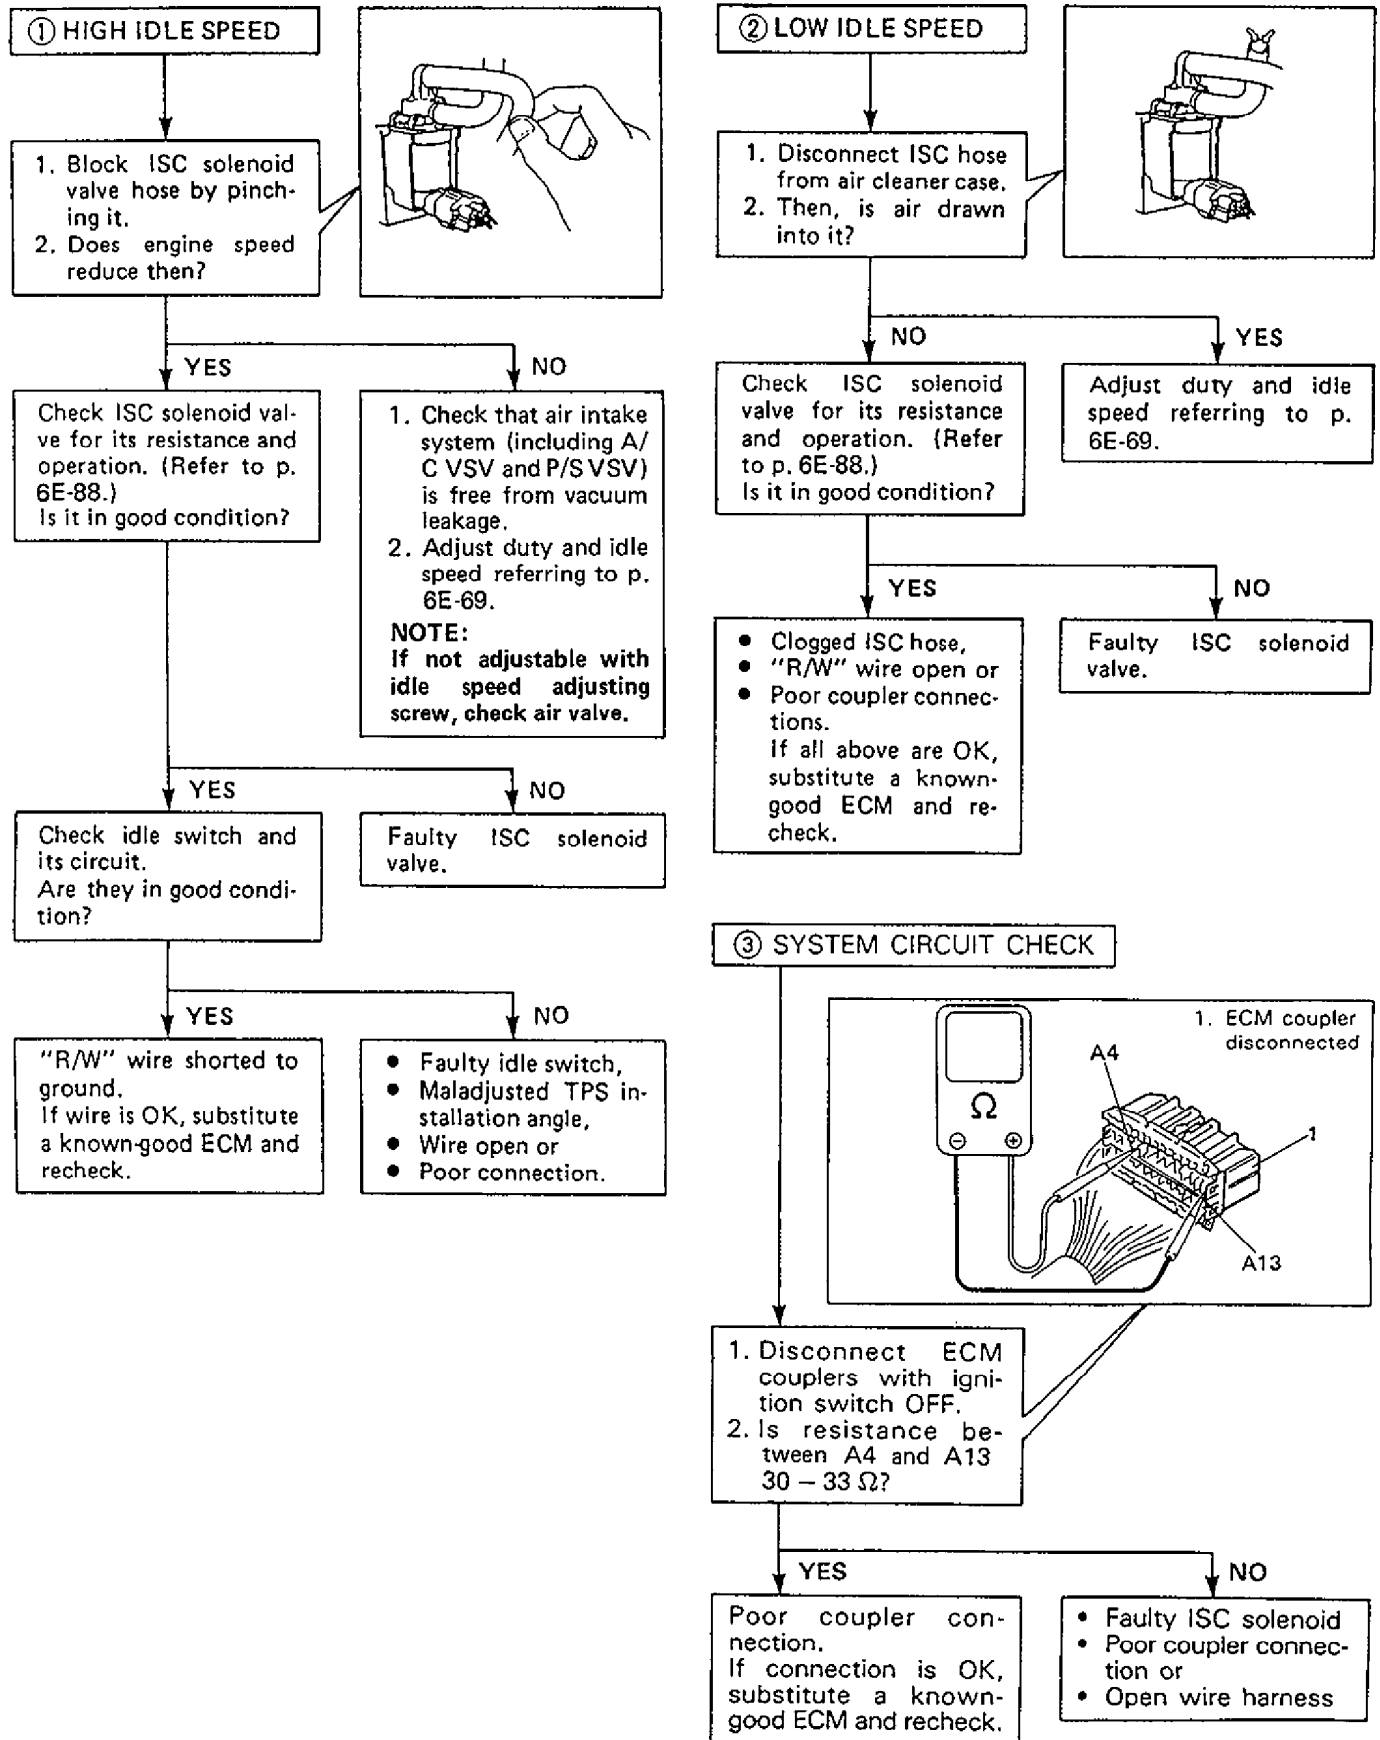 ① HIGH IDLE SPEED
1. Block ISC solenoid
valve hose by pinch-
ing it.
2. Does engine speed
reduce then?
YES
NO
Check ISC solenoid val-
ve for its resistance and
operation. (Refer to p.
6E-88.)
Is it in good condition?
1. Check that air intake
system (including A/
C VSV and P/S VSV)
is free from vacuum
leakage.
2. Adjust duty and idle
speed referring to p.
6E-69.
NOTE:
If not adjustable with
idle speed adjusting
screw, check air valve.
YES
NO
Check idle switch and
its circuit.
Are they in good condi-
tion?
Faulty ISC solenoid
valve.
YES
NO
"R/W" wire shorted to
ground.
If wire is OK, substitute
a known-good ECM and
recheck.
● Faulty idle switch,
● Maladjusted TPS in-
stallation angle,
● Wire open or
● Poor connection.
② LOW IDLE SPEED
1. Disconnect ISC hose
from air cleaner case.
2. Then, is air drawn
into it?
NO
YES
Check ISC solenoid
valve for its resistance
and operation. (Refer
to p. 6E-88.)
Is it in good condition?
Adjust duty and idle
speed referring to p.
6E-69.
YES
NO
● Clogged ISC hose,
● "R/W" wire open or
● Poor coupler connec-
tions.
If all above are OK,
substitute a known-
good ECM and re-
check.
Faulty ISC solenoid
valve.
③ SYSTEM CIRCUIT CHECK
1. ECM coupler
disconnected
A4
Ω
⊖ ⊕
1
A13
1. Disconnect ECM
couplers with igni-
tion switch OFF.
2. Is resistance be-
tween A4 and A13
30 – 33 Ω?
YES
NO
Poor coupler con-
nection.
If connection is OK,
substitute a known-
good ECM and recheck.
• Faulty ISC solenoid
• Poor coupler connec-
tion or
• Open wire harness